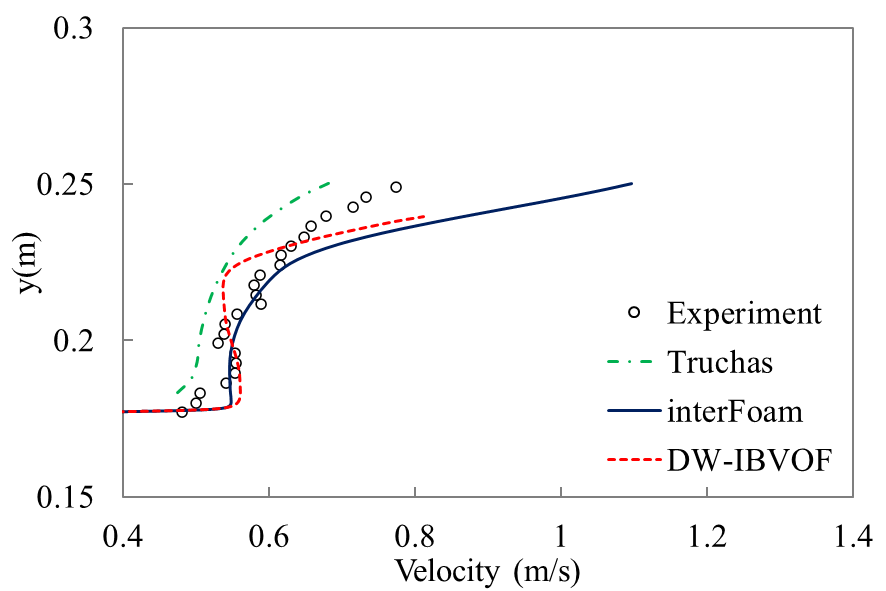 0.3
0.25
0.2
0.15
y(m)
0.4 0.6 0.8 1 1.2 1.4
Velocity (m/s)
Experiment
Truchas
interFoam
DW-IBVOF